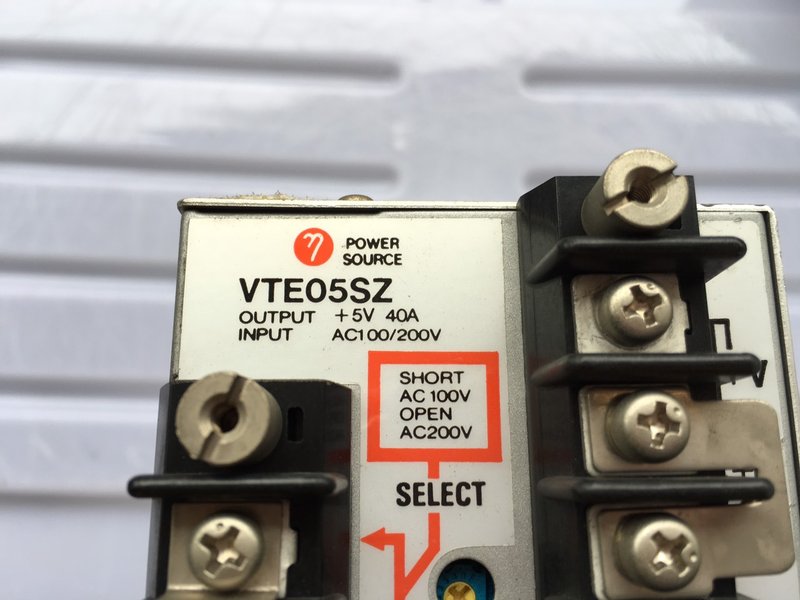 η POWER
SOURCE
VTE05SZ
OUTPUT +5V 40A
INPUT AC100/200V
SHORT
AC100V
OPEN
AC200V
SELECT